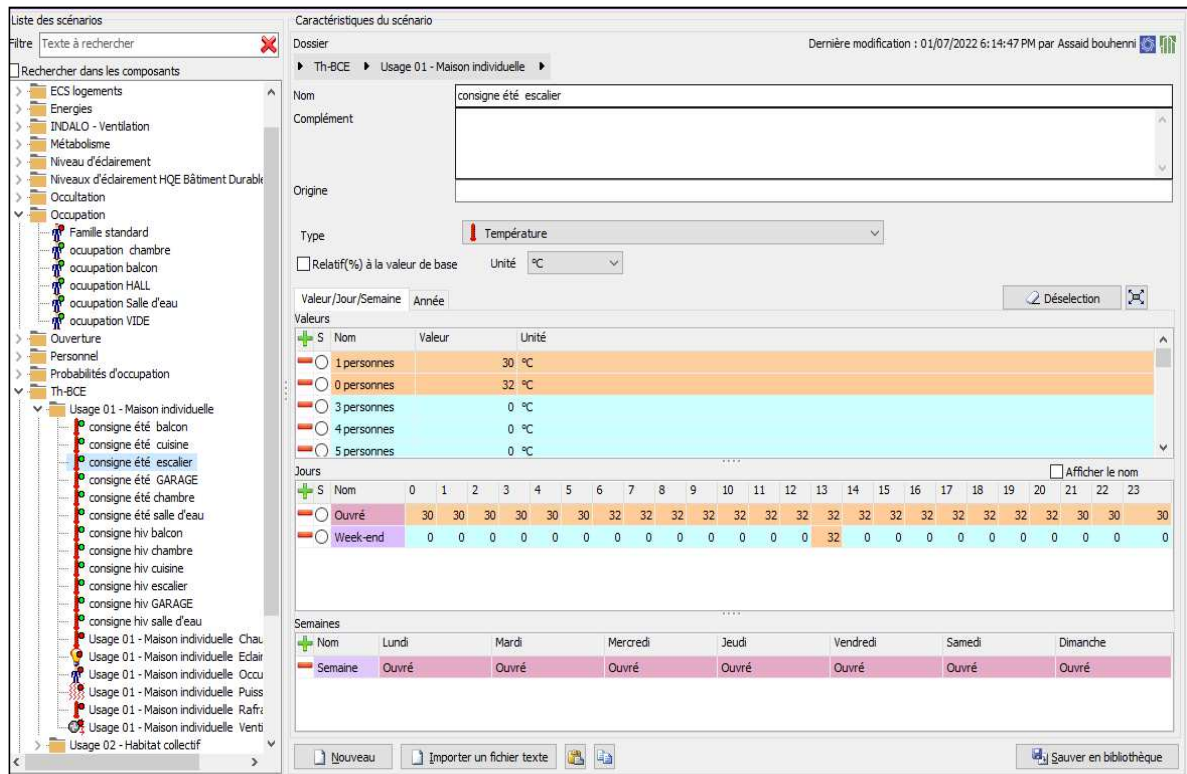 Liste des scénarios
Filtre Texte à rechercher
Rechercher dans les composants
ECS logements
Energies
INDALO - Ventilation
Métabolisme
Niveau d'éclairement
Niveaux d'éclairement HQE Bâtiment Durable
Occultation
Occupation
Famille standard
ocuupation chambre
ocuupation balcon
ocuupation HALL
ocuupation Salle d'eau
ocuupation VIDE
Ouverture
Personnel
Probabilités d'occupation
Th-BCE
Usage 01 - Maison individuelle
consigne été balcon
consigne été cuisine
consigne été escalier
consigne été GARAGE
consigne été chambre
consigne été salle d'eau
consigne hiv balcon
consigne hiv chambre
consigne hiv cuisine
consigne hiv escalier
consigne hiv GARAGE
consigne hiv salle d'eau
Usage 01 - Maison individuelle Chau
Usage 01 - Maison individuelle Eclair
Usage 01 - Maison individuelle Occu
Usage 01 - Maison individuelle Puiss
Usage 01 - Maison individuelle Rafra
Usage 01 - Maison individuelle Venti
Usage 02 - Habitat collectif
Caractéristiques du scénario
Dossier Dernière modification : 01/07/2022 6:14:47 PM par Assaid bouhenni
Th-BCE Usage 01 - Maison individuelle
Nom consigne été escalier
Complément
Origine
Type Température
Relatif(%) à la valeur de base Unité °C
Valeur/Jour/Semaine Année Déselection
Valeurs
S Nom Valeur Unité
1 personnes 30 °C
0 personnes 32 °C
3 personnes 0 °C
4 personnes 0 °C
5 personnes 0 °C
Jours Afficher le nom
S Nom 0 1 2 3 4 5 6 7 8 9 10 11 12 13 14 15 16 17 18 19 20 21 22 23
Ouvré 30 30 30 30 30 30 32 32 32 32 32 32 32 32 32 32 32 32 32 32 32 30 30 30
Week-end 0 0 0 0 0 0 0 0 0 0 0 0 0 32 0 0 0 0 0 0 0 0 0 0
Semaines
Nom Lundi Mardi Mercredi Jeudi Vendredi Samedi Dimanche
Semaine Ouvré Ouvré Ouvré Ouvré Ouvré Ouvré Ouvré
Nouveau Importer un fichier texte Sauver en bibliothèque